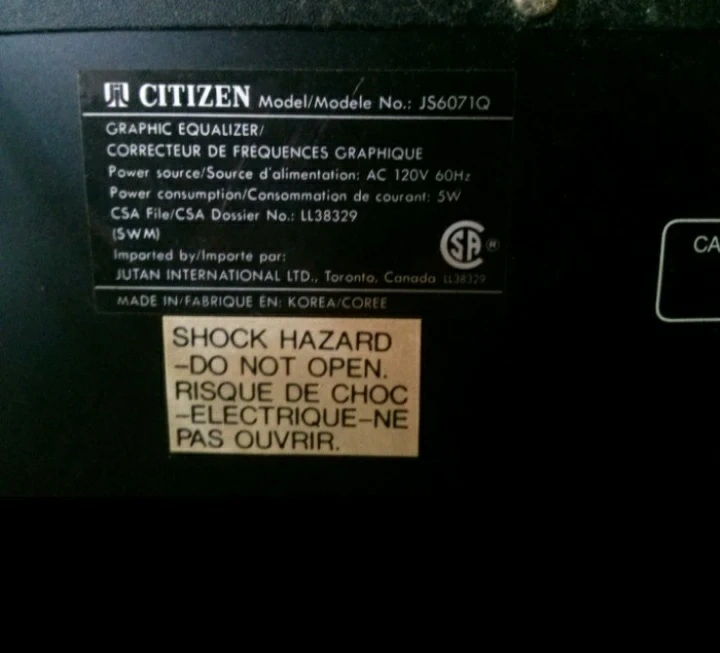 CITIZEN Model/Modèle No.: JS6071Q
GRAPHIC EQUALIZER/
CORRECTEUR DE FREQUENCES GRAPHIQUE
Power source/Source d'alimentation: AC 120V 60Hz
Power consumption/Consommation de courant: 5W
CSA File/CSA Dossier No.: LL38329
(SWM)
Imported by/Importe par:
JUTAN INTERNATIONAL LTD., Toronto, Canada LL38329
SA ®
MADE IN/FABRIQUE EN: KOREA/COREE
SHOCK HAZARD
-DO NOT OPEN.
RISQUE DE CHOC
-ELECTRIQUE-NE
PAS OUVRIR.
CA